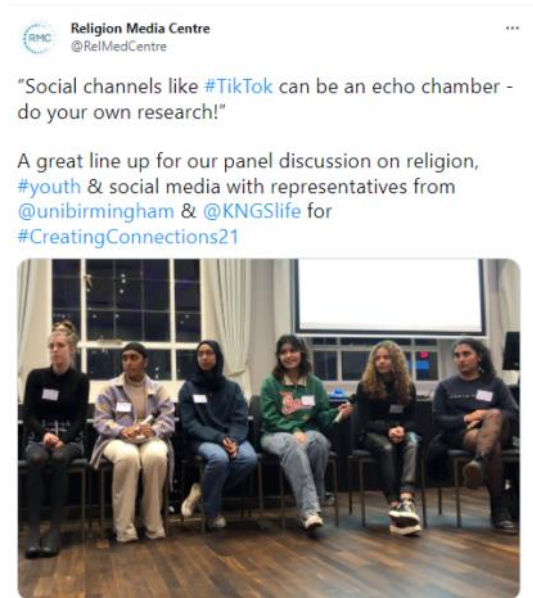 RMC
Religion Media Centre
@RelMedCentre
“Social channels like #TikTok can be an echo chamber -
do your own research!”
A great line up for our panel discussion on religion,
#youth & social media with representatives from
@unibirmingham & @KNGSlife for
#CreatingConnections21